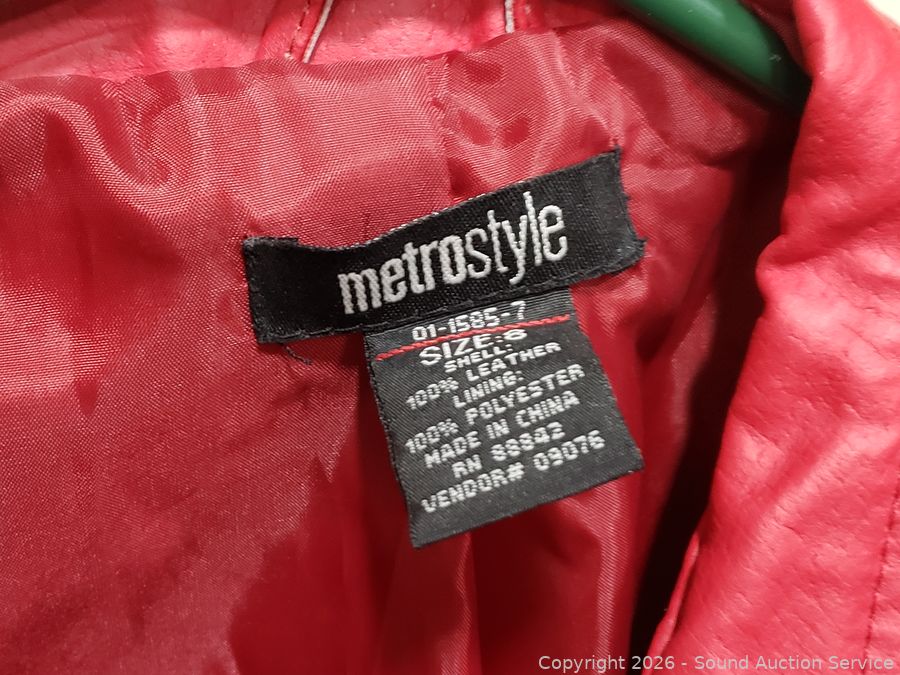 metrostyle
01-1585-7
SIZE:8
SHELL:
100% LEATHER
LINING:
100% POLYESTER
MADE IN CHINA
RN 88842
VENDOR# 09076
Copyright 2026 - Sound Auction Service